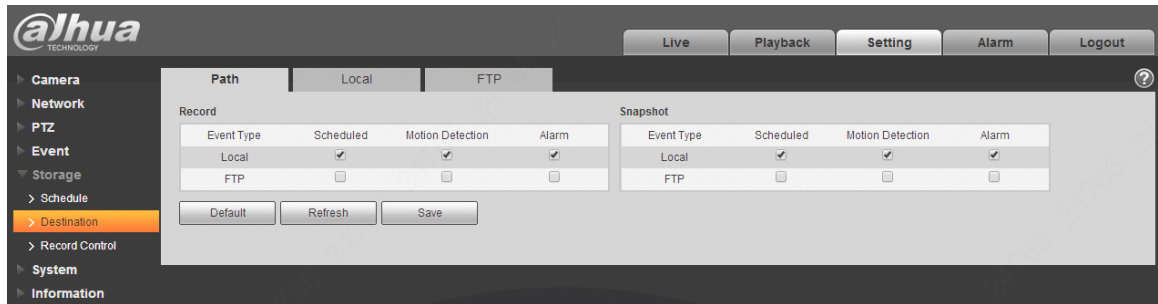 alhua
TECHNOLOGY
Live Playback Setting Alarm Logout
Camera
Network
PTZ
Event
Storage
> Schedule
> Destination
> Record Control
System
Information
Path Local FTP
?
Record
Event Type Scheduled Motion Detection Alarm
Local
FTP
Snapshot
Event Type Scheduled Motion Detection Alarm
Local
FTP
Default Refresh Save